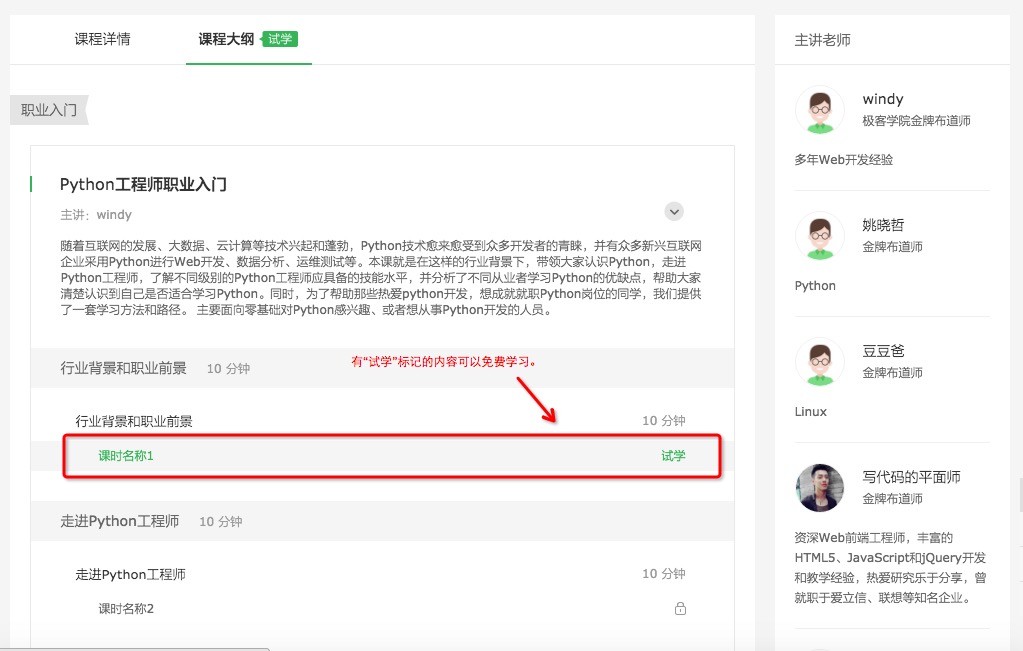 课程详情
课程大纲 试学
职业入门
Python工程师职业入门
主讲：windy
随着互联网的发展、大数据、云计算等技术兴起和蓬勃，Python技术愈来愈受到众多开发者的青睐，并有众多新兴互联网
企业采用Python进行Web开发、数据分析、运维测试等。本课就是在这样的行业背景下，带领大家认识Python，走进
Python工程师，了解不同级别的Python工程师应具备的技能水平，并分析了不同从业者学习Python的优缺点，帮助大家
清楚认识到自己是否适合学习Python。同时，为了帮助那些热爱python开发，想成就就职Python岗位的同学，我们提供
了一套学习方法和路径。 主要面向零基础对Python感兴趣、或者想从事Python开发的人员。
行业背景和职业前景 10 分钟
有“试学”标记的内容可以免费学习。
行业背景和职业前景 10 分钟
课时名称1 试学
走进Python工程师 10 分钟
走进Python工程师 10 分钟
课时名称2
主讲老师
windy
极客学院金牌布道师
多年Web开发经验
姚晓哲
金牌布道师
Python
豆豆爸
金牌布道师
Linux
写代码的平面师
金牌布道师
资深Web前端工程师，丰富的
HTML5、JavaScript和jQuery开发
和教学经验，热爱研究乐于分享，曾
就职于爱立信、联想等知名企业。